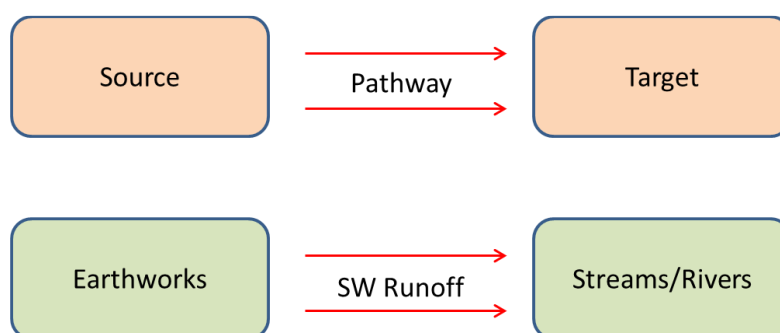 Source
Pathway
Target
Earthworks
SW Runoff
Streams/Rivers